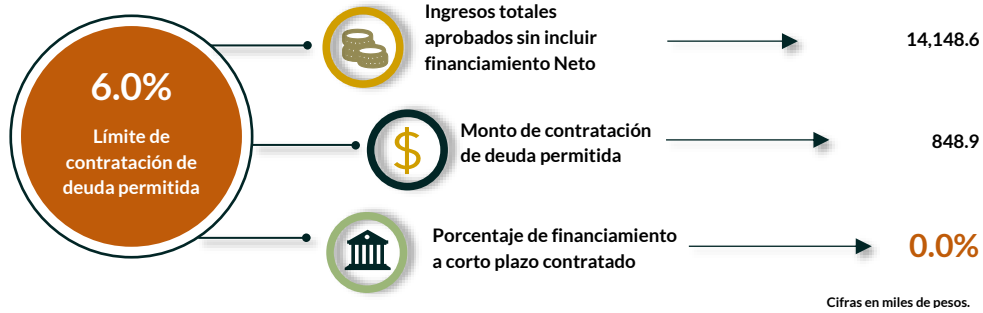 6.0%
Límite de
contratación de
deuda permitida
Ingresos totales
aprobados sin incluir
financiamiento Neto
14,148.6
$
Monto de contratación
de deuda permitida
848.9
Porcentaje de financiamiento
a corto plazo contratado
0.0%
Cifras en miles de pesos.